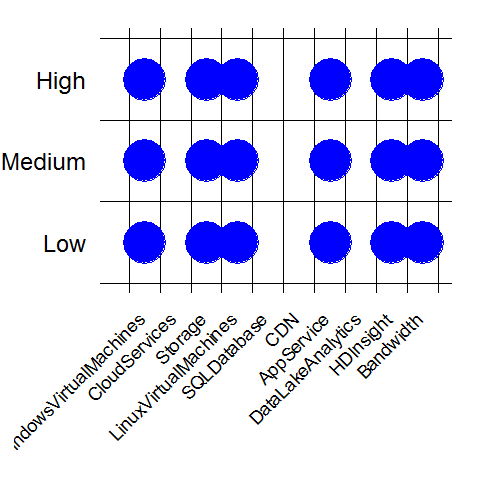 High
Medium
Low
ndowsVirtualMachines
CloudServices
Storage
LinuxVirtualMachines
SQLDatabase
CDN
AppService
DataLakeAnalytics
HDInsight
Bandwidth